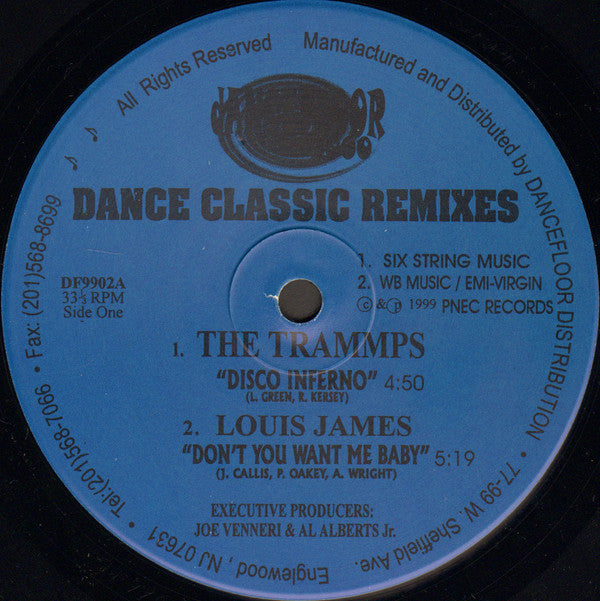 All Rights Reserved
Manufactured and Distributed by DANCEFLOOR DISTRIBUTION • 77-99 W. Sheffield Ave.
Englewood, NJ 07631 • Tel:(201)568-7066 • Fax: (201)568-8699 ♪ ♪
DANCE CLASSIC REMIXES
DF9902A
33⅓ RPM
Side One
1. SIX STRING MUSIC
2. WB MUSIC / EMI-VIRGIN
© & ℗ 1999 PNEC RECORDS
1. THE TRAMMPS
"DISCO INFERNO" 4:50
(L. GREEN, R. KERSEY)
2. LOUIS JAMES
"DON'T YOU WANT ME BABY" 5:19
(J. CALLIS, P. OAKEY, A. WRIGHT)
EXECUTIVE PRODUCERS:
JOE VENNERI & AL ALBERTS Jr.